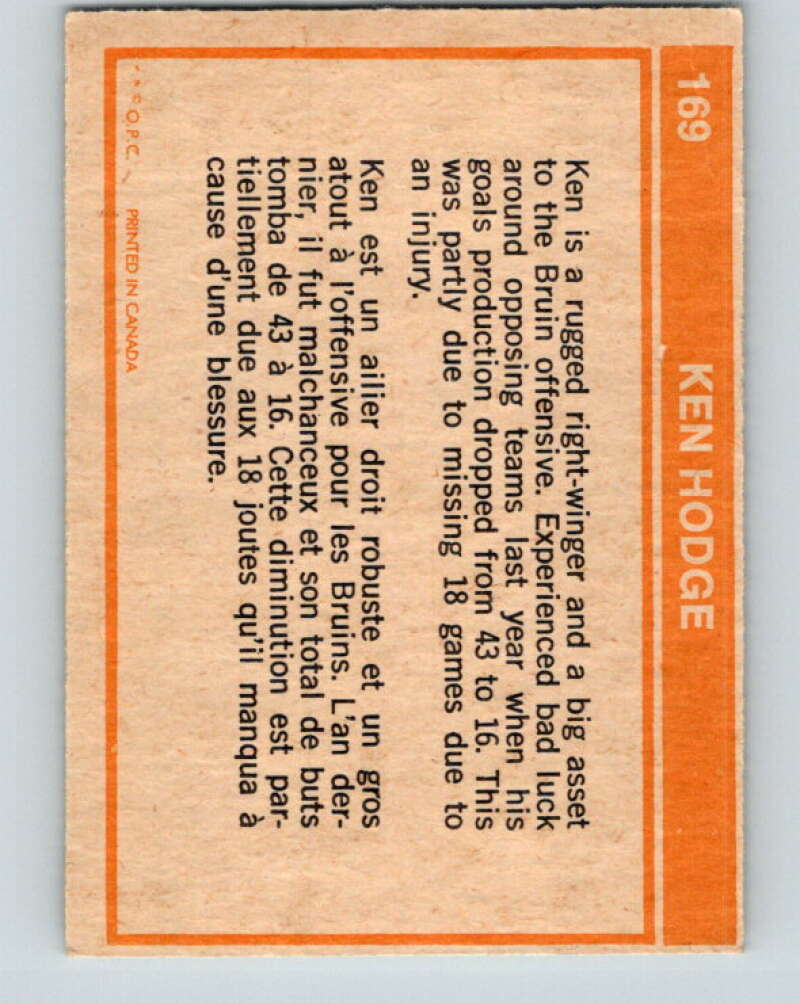 169 KEN HODGE
Ken is a rugged right-winger and a big asset
to the Bruin offensive. Experienced bad luck
around opposing teams last year when his
goals production dropped from 43 to 16. This
was partly due to missing 18 games due to
an injury.
Ken est un ailier droit robuste et un gros
atout à l'offensive pour les Bruins. L'an der-
nier, il fut malchanceux et son total de buts
tomba de 43 à 16. Cette diminution est par-
tiellement due aux 18 joutes qu'il manqua à
cause d'une blessure.
* * © O.P.C. PRINTED IN CANADA